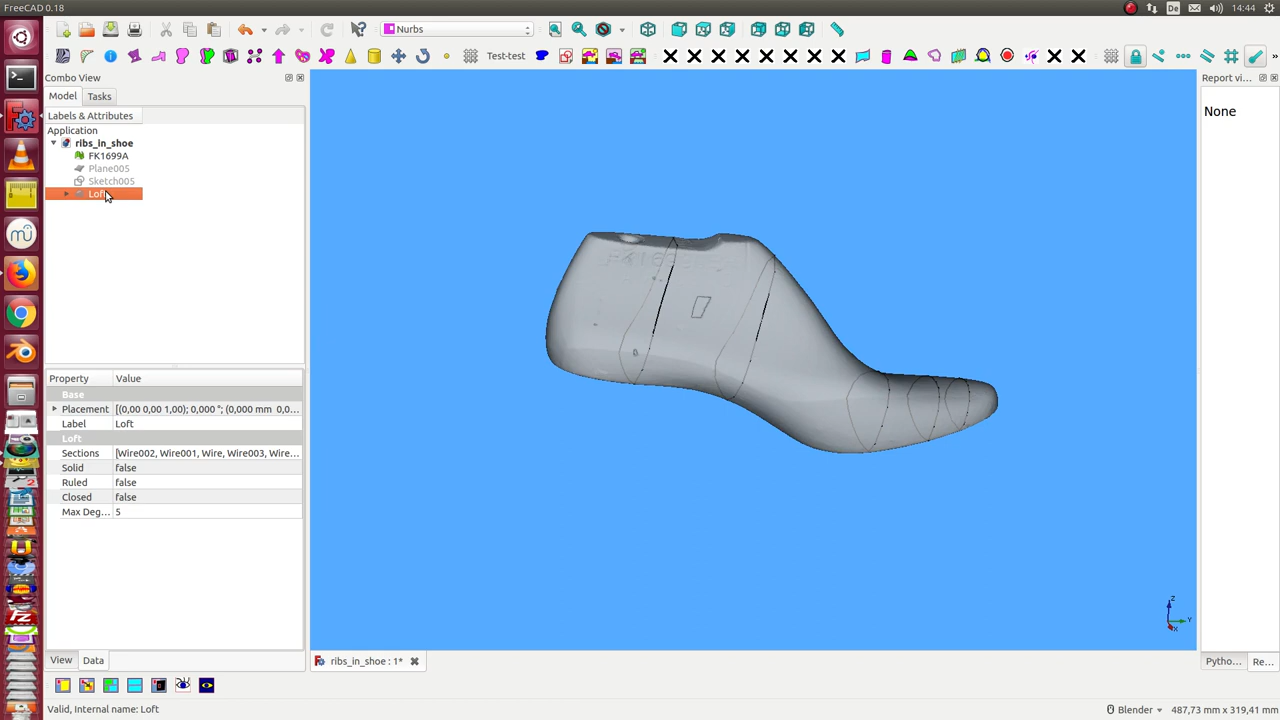 FreeCAD 0.18
De
14:44
Nurbs
Test-test
»
Combo View
Model
Tasks
Labels & Attributes
Application
ribs_in_shoe
FK1699A
Plane005
Sketch005
Loft
Property
Value
Base
Placement
[(0,00 0,00 1,00); 0,000 °; (0,000 mm 0,0...
Label
Loft
Loft
Sections
[Wire002, Wire001, Wire, Wire003, Wire...
Solid
false
Ruled
false
Closed
false
Max Deg...
5
View
Data
Z
Y
X
ribs_in_shoe : 1*
Report vi...
None
Pytho...
Re...
Valid, Internal name: Loft
Blender
487,73 mm x 319,41 mm